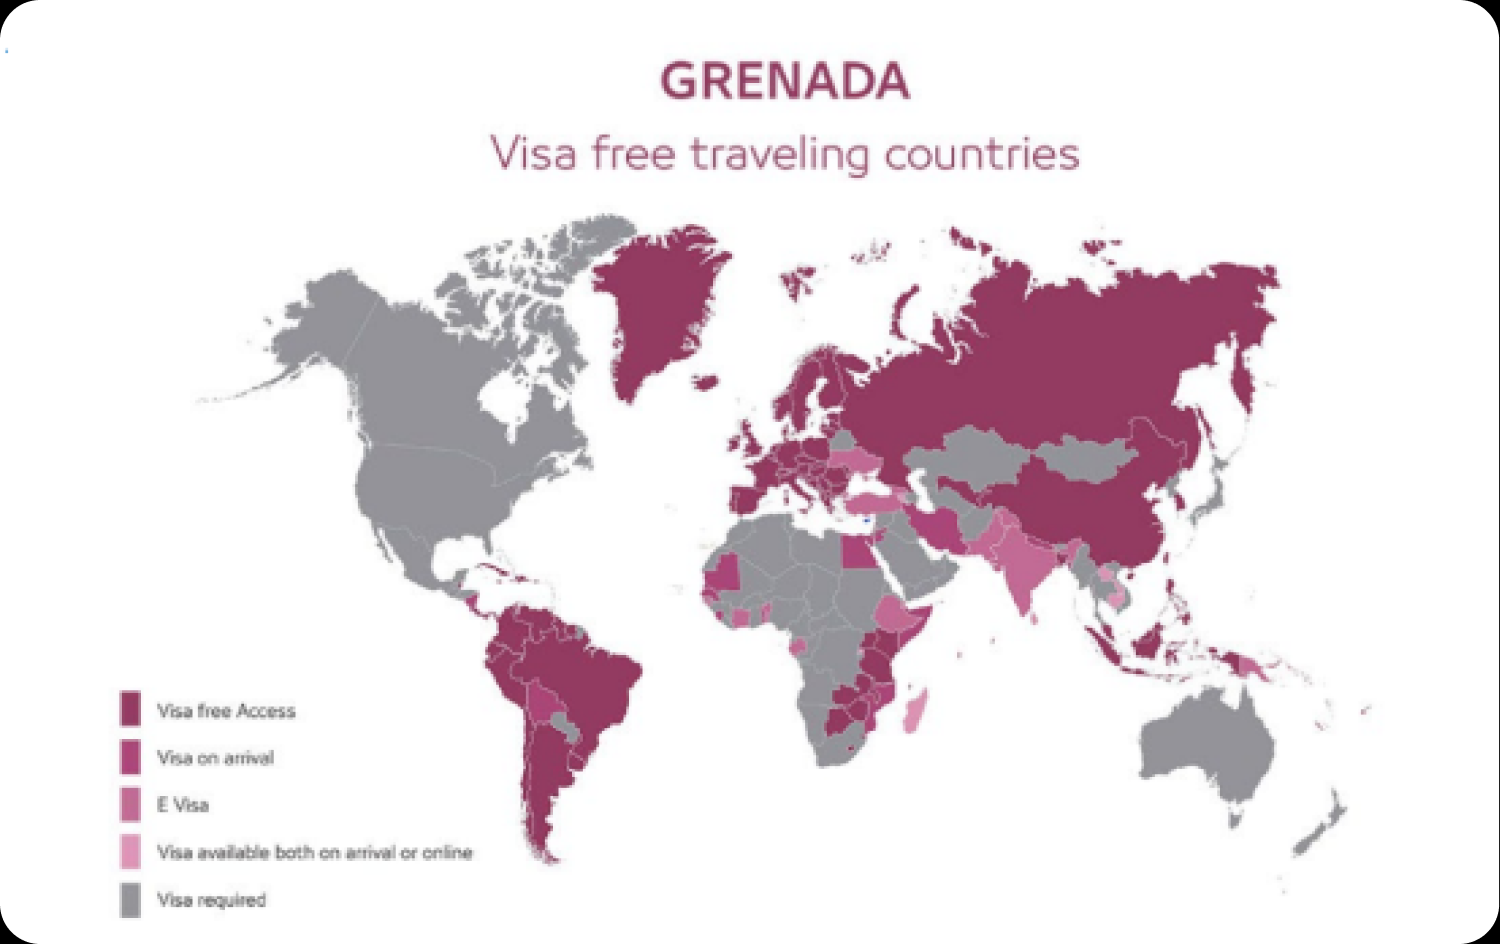 GRENADA
Visa free traveling countries
Visa free Access
Visa on arrival
E Visa
Visa available both on arrival or online
Visa required